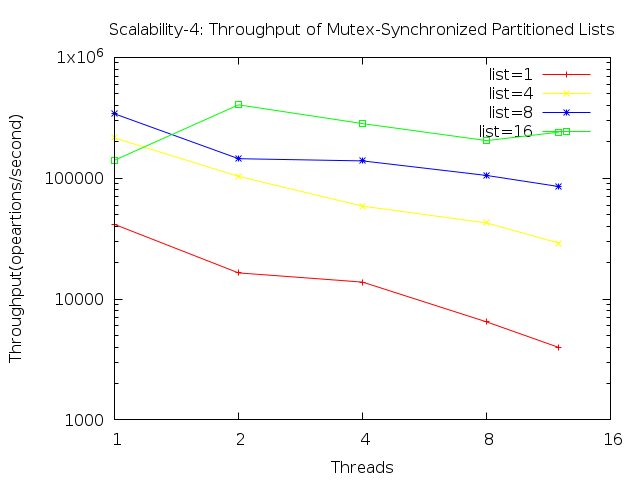 Scalability-4: Throughput of Mutex-Synchronized Partitioned Lists
1x10^6
list=1
list=4
list=8
list=16
100000
10000
1000
Throughput(opeartions/second)
1 2 4 8 16
Threads